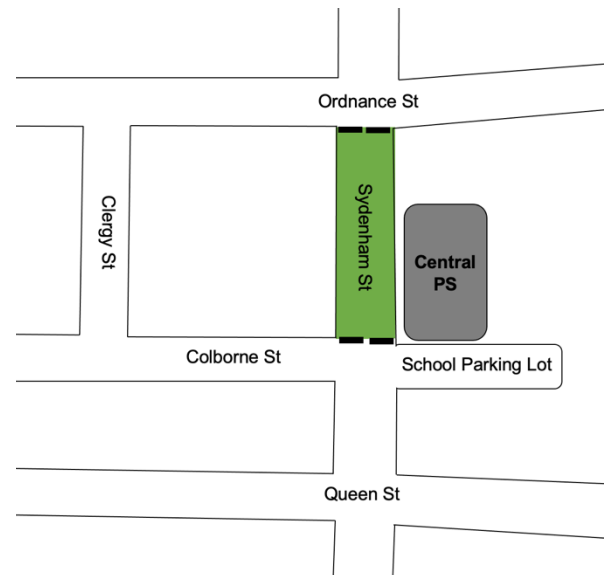 Ordnance St
Clergy St
Sydenham St
Central
PS
Colborne St
School Parking Lot
Queen St